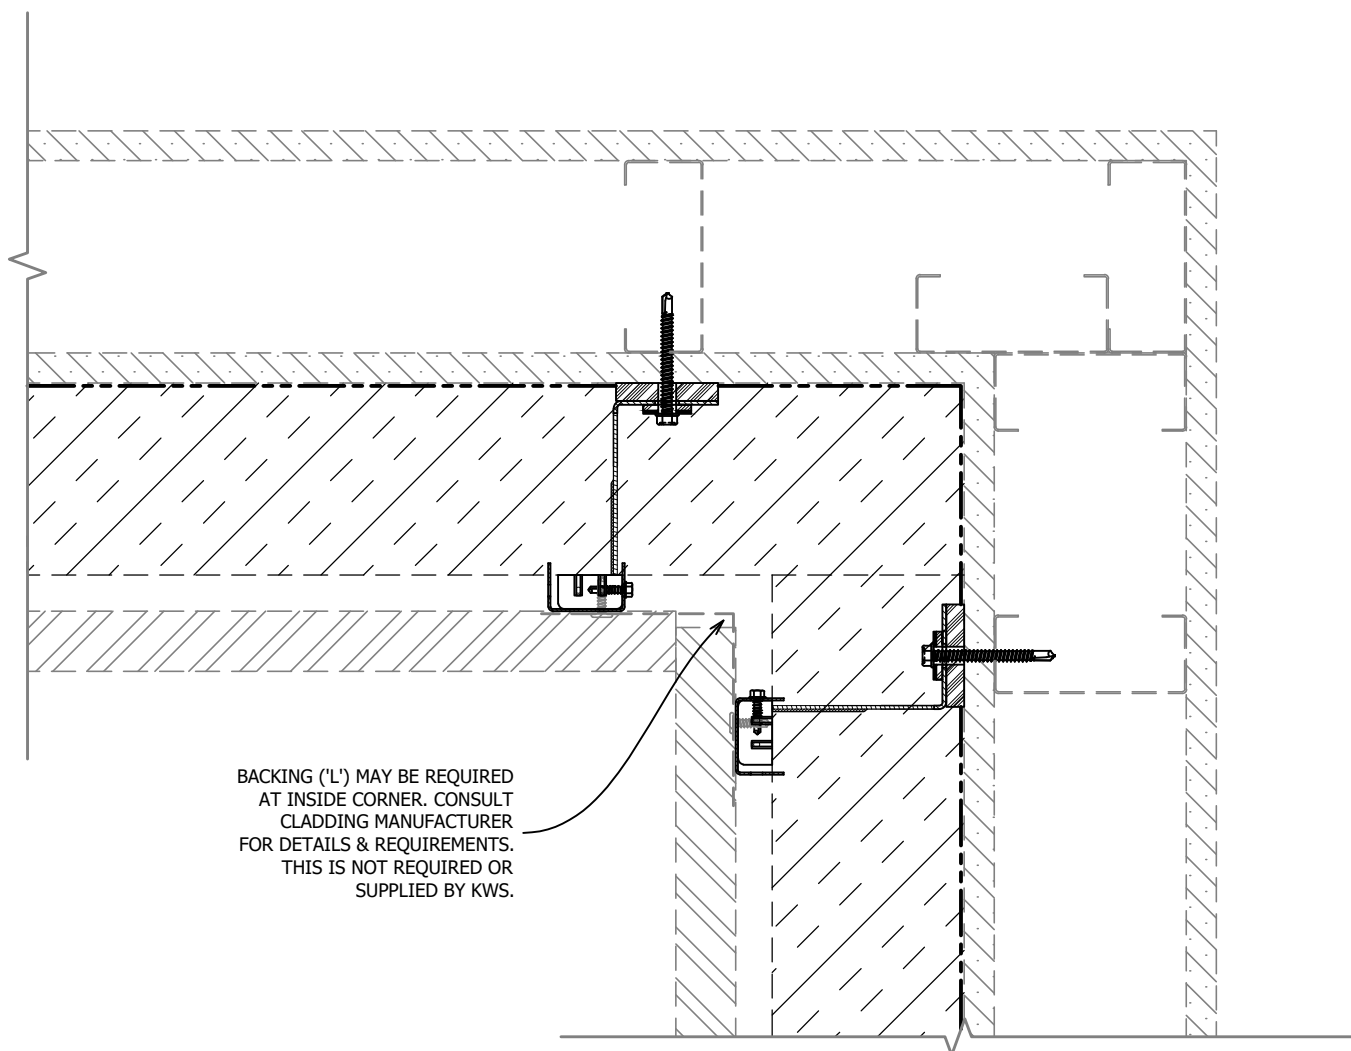 BACKING ('L') MAY BE REQUIRED
AT INSIDE CORNER. CONSULT
CLADDING MANUFACTURER
FOR DETAILS & REQUIREMENTS.
THIS IS NOT REQUIRED OR
SUPPLIED BY KWS.